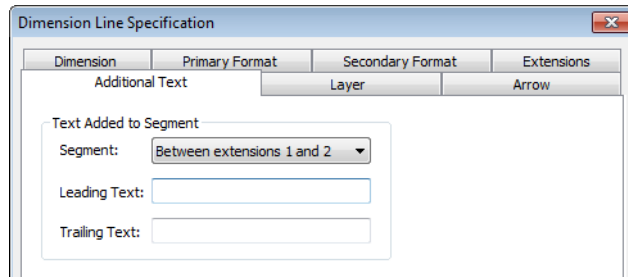 Dimension Line Specification
Dimension Primary Format Secondary Format Extensions
Additional Text Layer Arrow
Text Added to Segment
Segment: Between extensions 1 and 2
Leading Text:
Trailing Text: